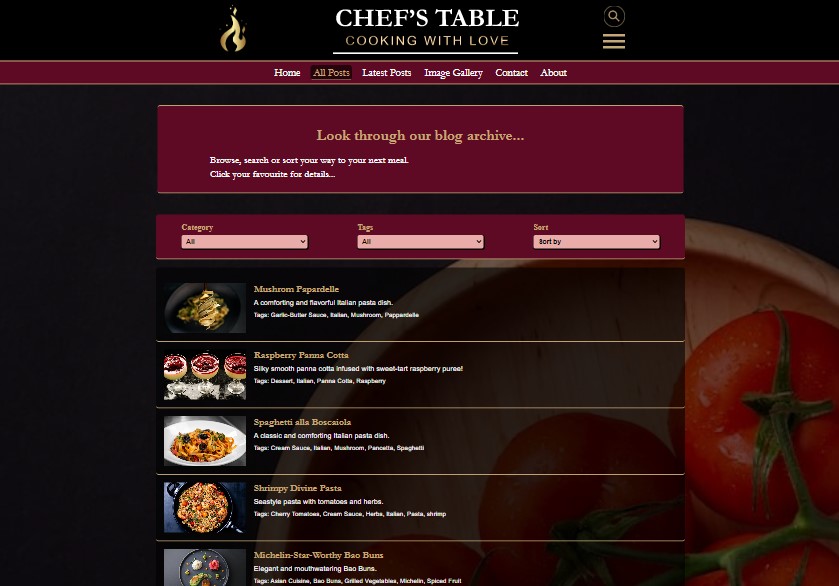 CHEF'S TABLE
COOKING WITH LOVE
Home All Posts Latest Posts Image Gallery Contact About
Look through our blog archive...
Browse, search or sort your way to your next meal.
Click your favourite for details...
Category Tags Sort
All All Sort by
Mushrom Papardelle
A comforting and flavorful Italian pasta dish.
Tags: Garlic-Butter Sauce, Italian, Mushroom, Pappardelle
Raspberry Panna Cotta
Silky smooth panna cotta infused with sweet-tart raspberry puree!
Tags: Dessert, Italian, Panna Cotta, Raspberry
Spaghetti alla Boscaiola
A classic and comforting Italian pasta dish.
Tags: Cream Sauce, Italian, Mushroom, Pancetta, Spaghetti
Shrimpy Divine Pasta
Seastyle pasta with tomatoes and herbs.
Tags: Cherry Tomatoes, Cream Sauce, Herbs, Italian, Pasta, shrimp
Michelin-Star-Worthy Bao Buns
Elegant and mouthwatering Bao Buns.
Tags: Asian Cuisine, Bao Buns, Grilled Vegetables, Michelin, Spiced Fruit